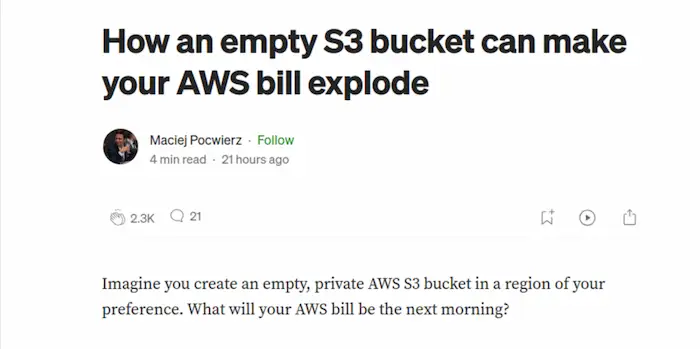 How an empty S3 bucket can make
your AWS bill explode
Maciej Pocwierz · Follow
4 min read · 21 hours ago
2.3K 21
Imagine you create an empty, private AWS S3 bucket in a region of your
preference. What will your AWS bill be the next morning?